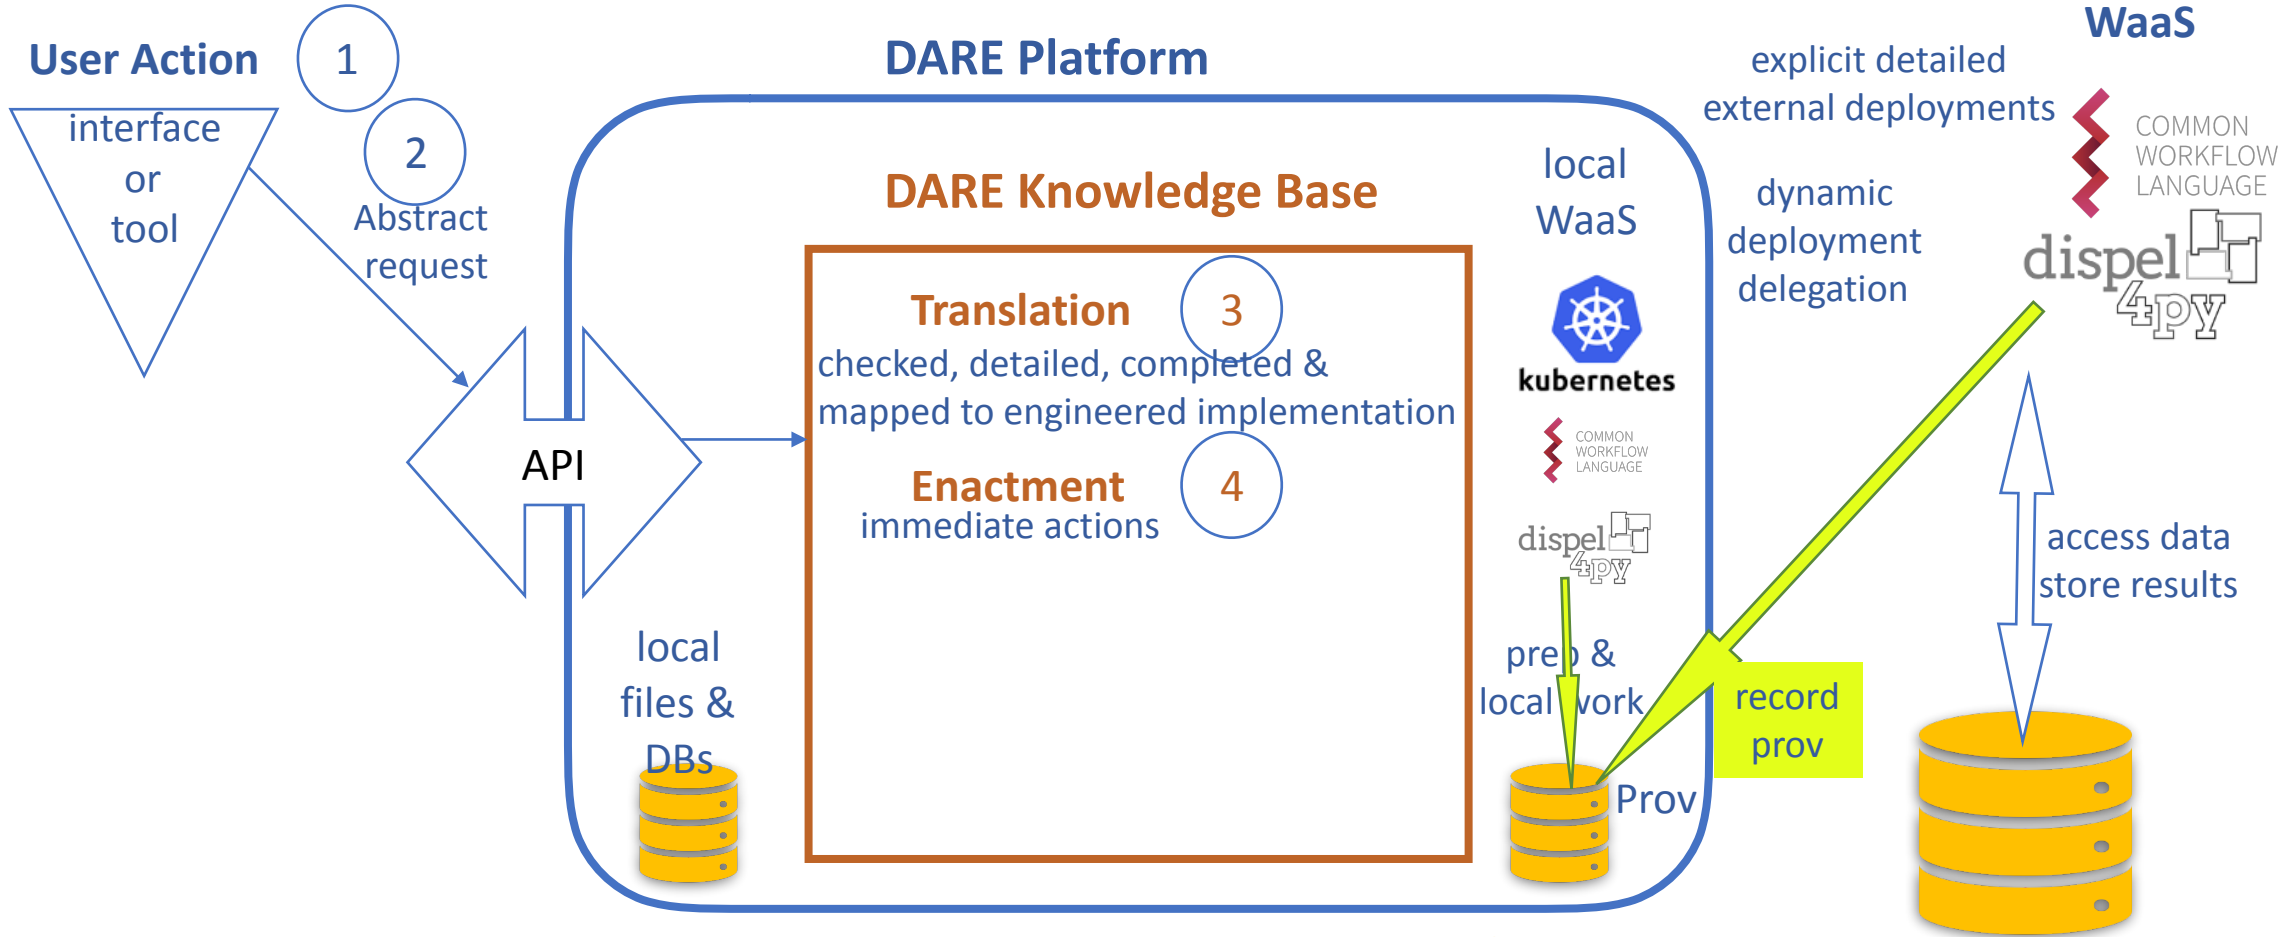 User Action
1
interface
or
tool
2
Abstract
request
API
DARE Platform
DARE Knowledge Base
Translation
3
checked, detailed, completed &
mapped to engineered implementation
Enactment
4
immediate actions
local
files &
DBs
local
WaaS
kubernetes
COMMON
WORKFLOW
LANGUAGE
dispel
4py
prep &
local work
Prov
record
prov
WaaS
explicit detailed
external deployments
dynamic
deployment
delegation
COMMON
WORKFLOW
LANGUAGE
dispel
4py
access data
store results